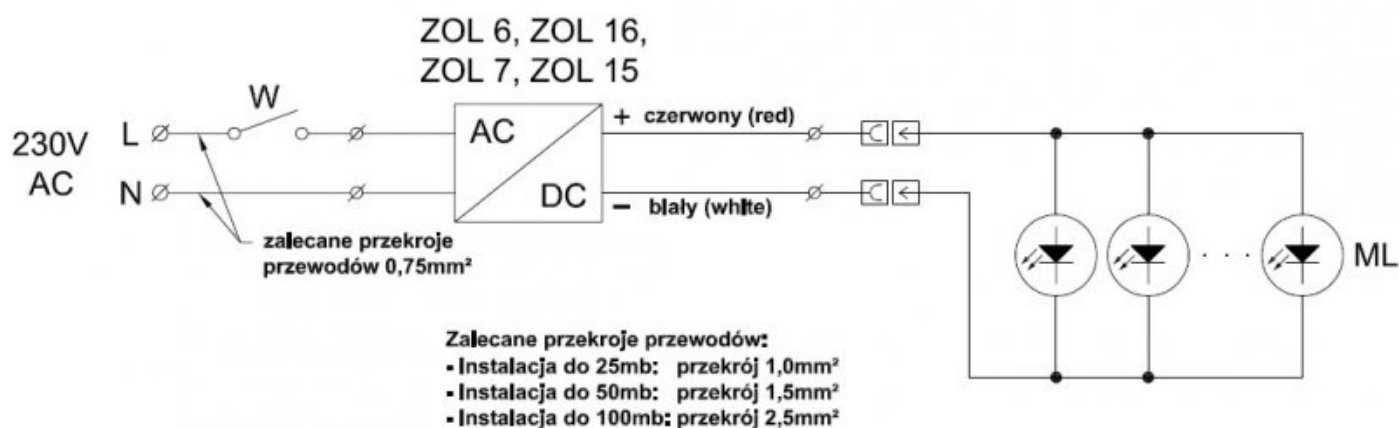 ZOL 6, ZOL 16,
ZOL 7, ZOL 15
W
230V
AC
L
N
AC
DC
+ czerwony (red)
− biały (white)
zalecane przekroje
przewodów 0,75mm²
ML
Zalecane przekroje przewodów:
- Instalacja do 25mb: przekrój 1,0mm²
- Instalacja do 50mb: przekrój 1,5mm²
- Instalacja do 100mb: przekrój 2,5mm²